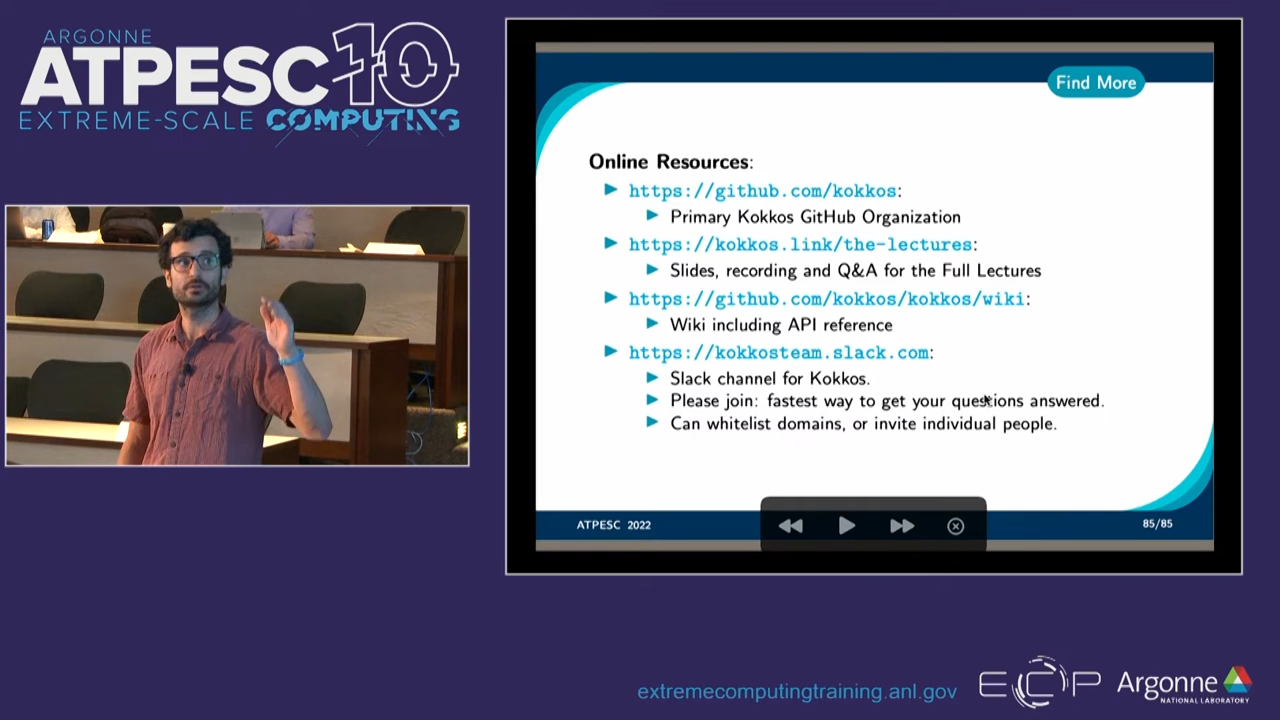 ARGONNE
ATPESC10
EXTREME-SCALE COMPUTING
Find More
Online Resources:
https://github.com/kokkos:
Primary Kokkos GitHub Organization
https://kokkos.link/the-lectures:
Slides, recording and Q&A for the Full Lectures
https://github.com/kokkos/kokkos/wiki:
Wiki including API reference
https://kokkosteam.slack.com:
Slack channel for Kokkos.
Please join: fastest way to get your questions answered.
Can whitelist domains, or invite individual people.
ATPESC 2022
85/85
extremecomputingtraining.anl.gov
ECP
Argonne
NATIONAL LABORATORY